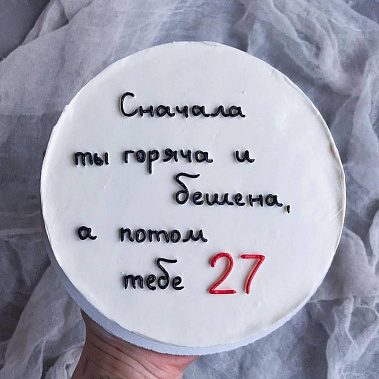 Сначала
ты горяча и
бешена,
а потом
тебе 27